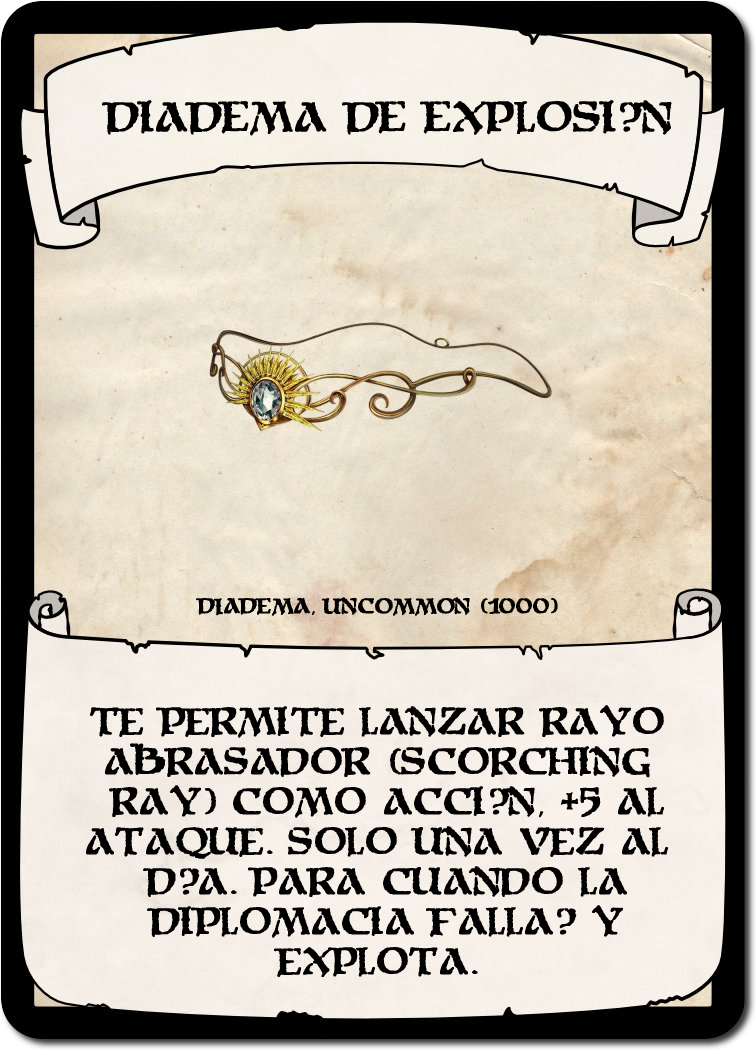 DIADEMA DE EXPLOSI?N
DIADEMA, UNCOMMON (1000)
TE PERMITE LANZAR RAYO
ABRASADOR (SCORCHING
RAY) COMO ACCI?N, +5 AL
ATAQUE. SOLO UNA VEZ AL
D?A. PARA CUANDO LA
DIPLOMACIA FALLA? Y
EXPLOTA.